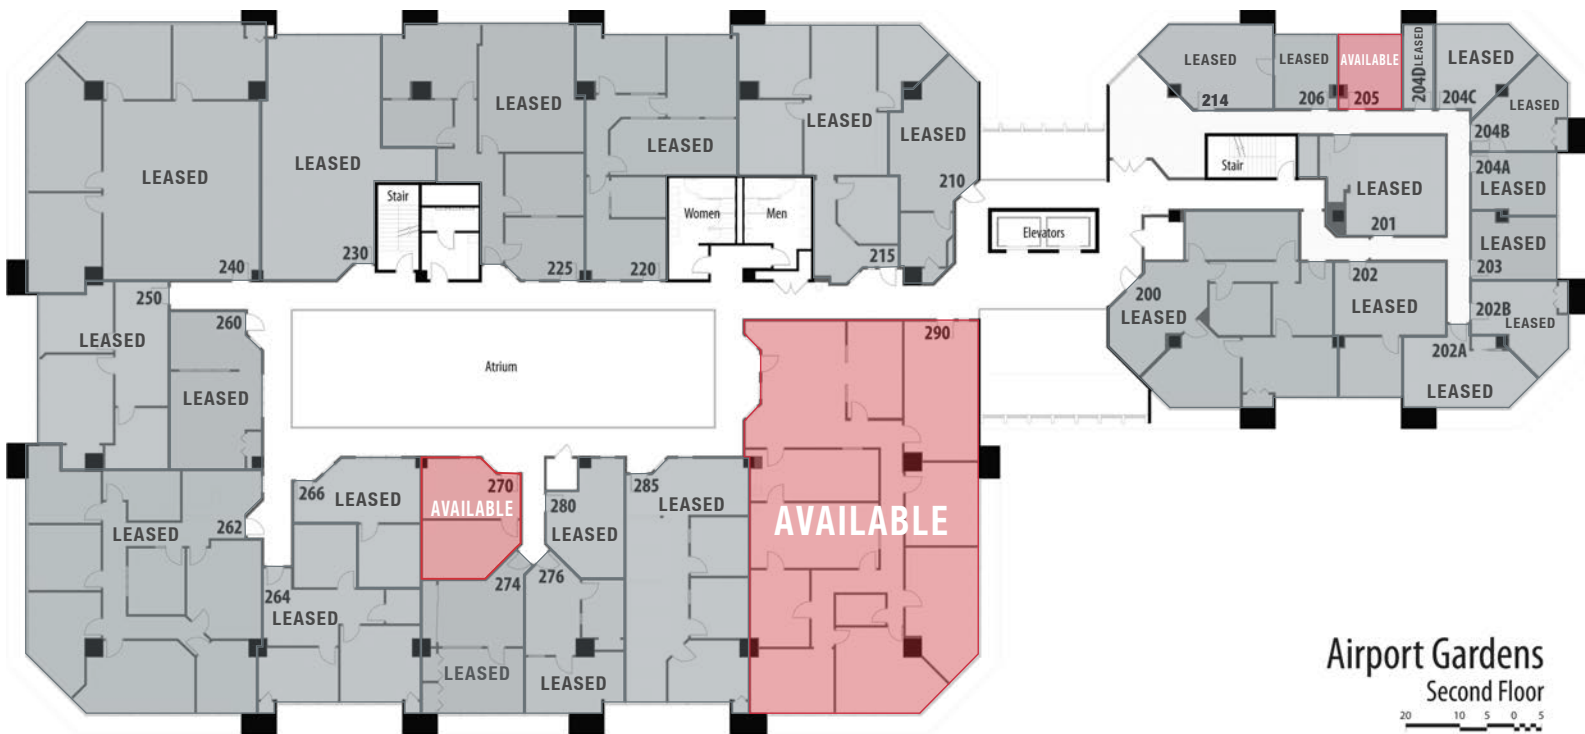 LEASED
LEASED
AVAILABLE
LEASED
LEASED
214
206
205
204D
204C
LEASED
LEASED
LEASED
LEASED
204B
LEASED
LEASED
Stair
204A
LEASED
LEASED
210
Stair
LEASED
201
Women
Men
Elevators
LEASED
203
240
230
225
220
215
202
250
200
LEASED
202B
LEASED
260
LEASED
LEASED
290
202A
Atrium
LEASED
LEASED
266
LEASED
270
AVAILABLE
280
285
LEASED
LEASED
262
LEASED
AVAILABLE
264
274
276
LEASED
LEASED
LEASED
Airport Gardens
Second Floor
20 10 5 0 5